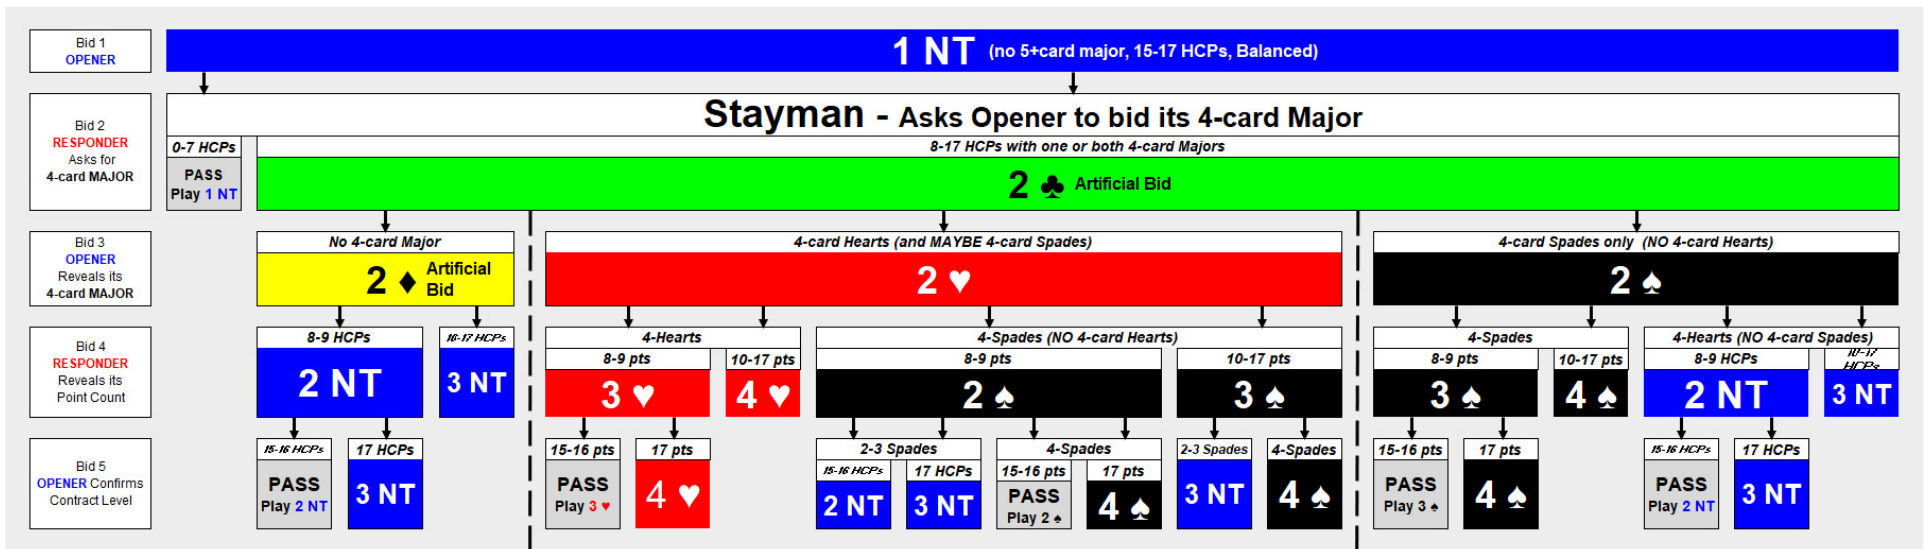 Bid 1
OPENER
1 NT (no 5+card major, 15-17 HCPs, Balanced)
Bid 2
RESPONDER
Asks for
4-card MAJOR
Stayman - Asks Opener to bid its 4-card Major
0-7 HCPs
8-17 HCPs with one or both 4-card Majors
PASS
Play 1 NT
2 ♣ Artificial Bid
Bid 3
OPENER
Reveals its
4-card MAJOR
No 4-card Major
4-card Hearts (and MAYBE 4-card Spades)
4-card Spades only (NO 4-card Hearts)
2 ♦ Artificial
Bid
2 ♥
2 ♠
Bid 4
RESPONDER
Reveals its
Point Count
8-9 HCPs
16-17 HCPs
4-Hearts
4-Spades (NO 4-card Hearts)
4-Spades
4-Hearts (NO 4-card Spades)
8-9 pts
10-17 pts
8-9 pts
10-17 pts
8-9 pts
10-17 pts
8-9 HCPs
10-17
HCPs
2 NT
3 NT
3 ♥
4 ♥
2 ♠
3 ♠
3 ♠
4 ♠
2 NT
3 NT
Bid 5
OPENER Confirms
Contract Level
15-16 HCPs
17 HCPs
15-16 pts
17 pts
2-3 Spades
4-Spades
2-3 Spades
4-Spades
15-16 pts
17 pts
15-16 HCPs
17 HCPs
15-16 HCPs
17 HCPs
15-16 pts
17 pts
PASS
Play 2 NT
3 NT
PASS
Play 3 ♥
4 ♥
2 NT
3 NT
PASS
Play 2 ♠
4 ♠
3 NT
4 ♠
PASS
Play 3 ♠
4 ♠
PASS
Play 2 NT
3 NT